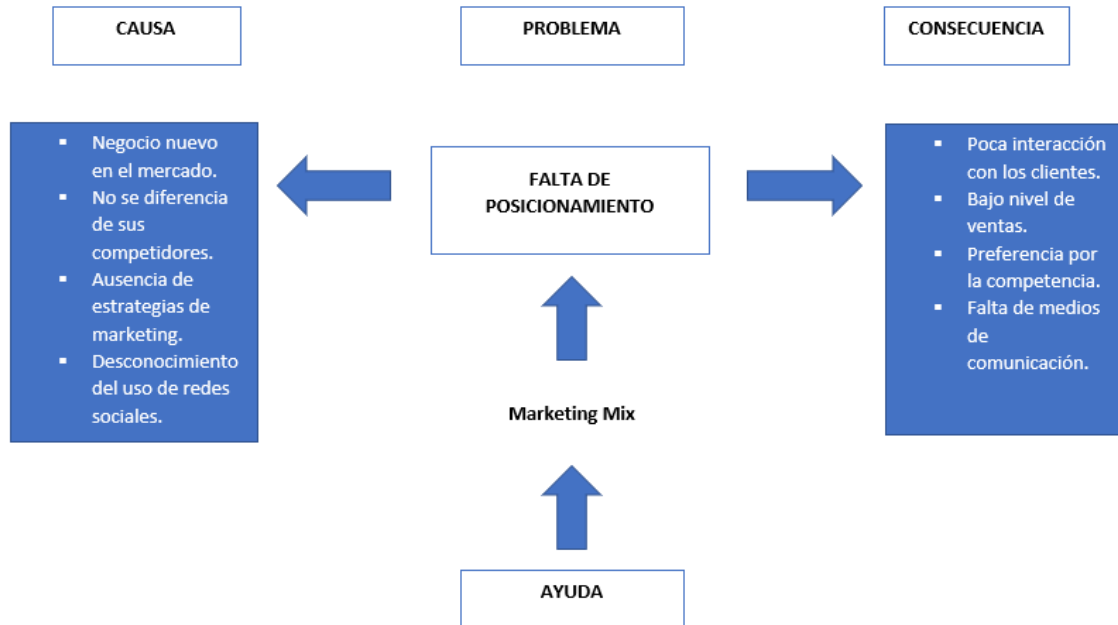 CAUSA
PROBLEMA
CONSECUENCIA
▪ Negocio nuevo
en el mercado.
▪ No se diferencia
de sus
competidores.
▪ Ausencia de
estrategias de
marketing.
▪ Desconocimiento
del uso de redes
sociales.
FALTA DE
POSICIONAMIENTO
▪ Poca interacción
con los clientes.
▪ Bajo nivel de
ventas.
▪ Preferencia por
la competencia.
▪ Falta de medios
de
comunicación.
Marketing Mix
AYUDA